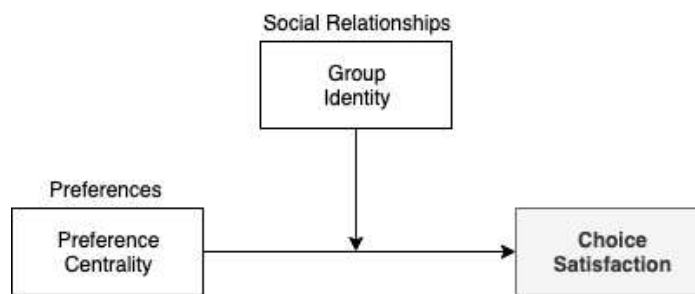 Social Relationships
Group
Identity
Preferences
Preference
Centrality
Choice
Satisfaction